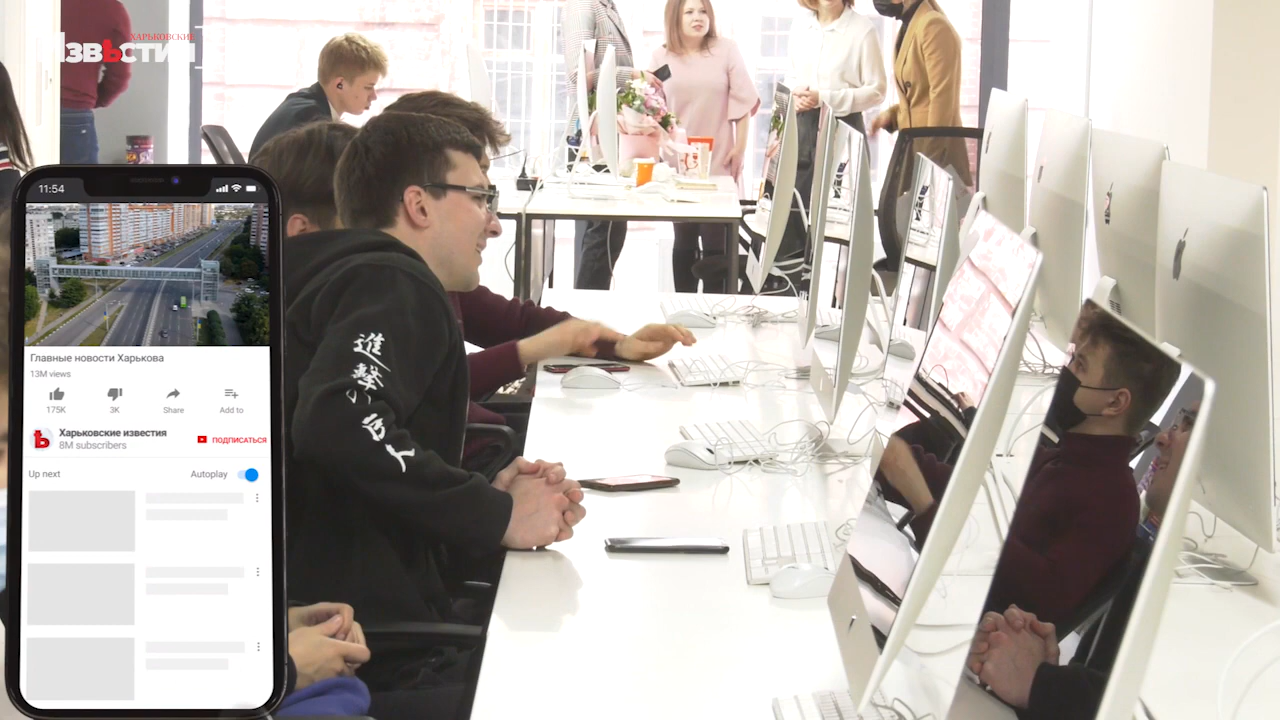 ХАРЬКОВСКИЕ
ИЗВЪСТИЯ
11:54
Главные новости Харькова
13M views
175K
3K
Share
Add to
Харьковские известия
8M subscribers
ПОДПИСАТЬСЯ
Up next
Autoplay
進撃の巨人